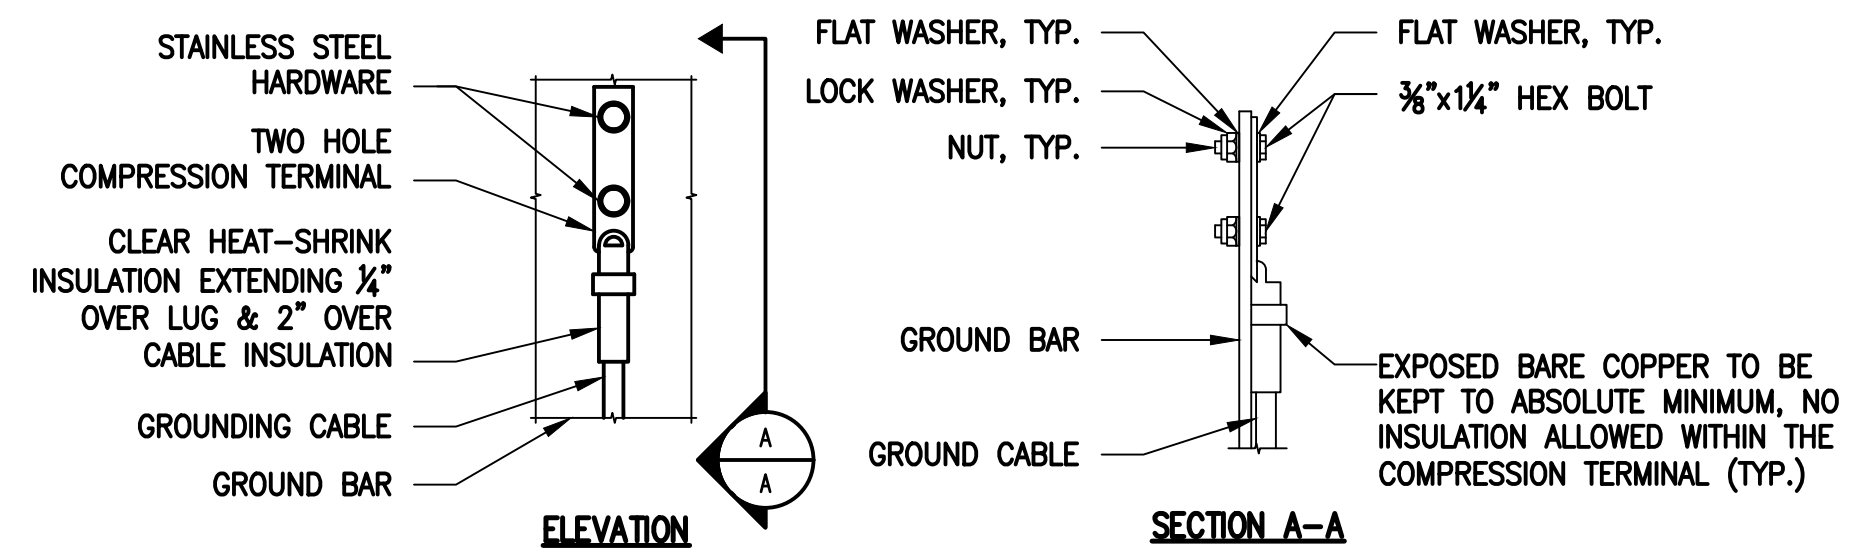 STAINLESS STEEL
HARDWARE
TWO HOLE
COMPRESSION TERMINAL
CLEAR HEAT-SHRINK
INSULATION EXTENDING ¼"
OVER LUG & 2" OVER
CABLE INSULATION
GROUNDING CABLE
GROUND BAR
A
A
ELEVATION
FLAT WASHER, TYP.
LOCK WASHER, TYP.
NUT, TYP.
GROUND BAR
GROUND CABLE
FLAT WASHER, TYP.
⅜"x1¼" HEX BOLT
EXPOSED BARE COPPER TO BE
KEPT TO ABSOLUTE MINIMUM, NO
INSULATION ALLOWED WITHIN THE
COMPRESSION TERMINAL (TYP.)
SECTION A-A